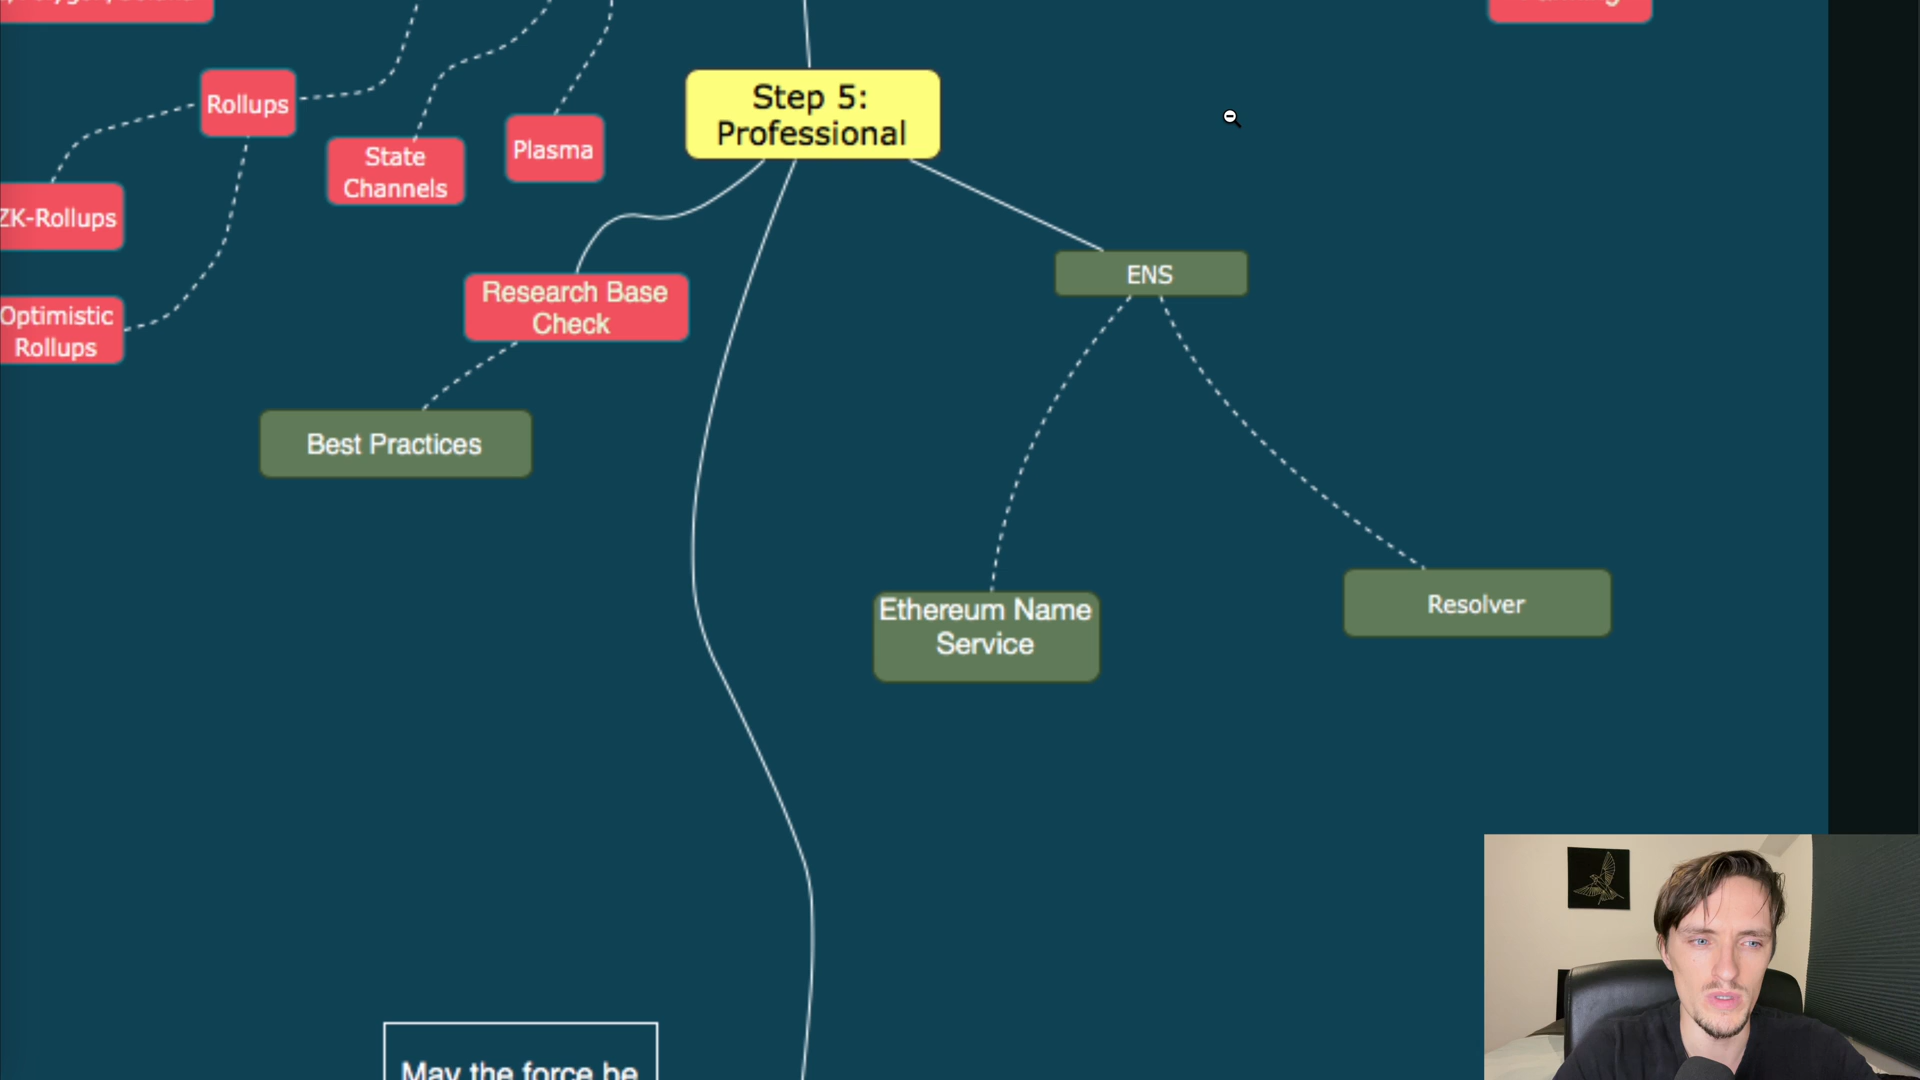 Rollups
State
Channels
Plasma
Step 5:
Professional
ZK-Rollups
Optimistic
Rollups
Research Base
Check
ENS
Best Practices
Ethereum Name
Service
Resolver
May the force be